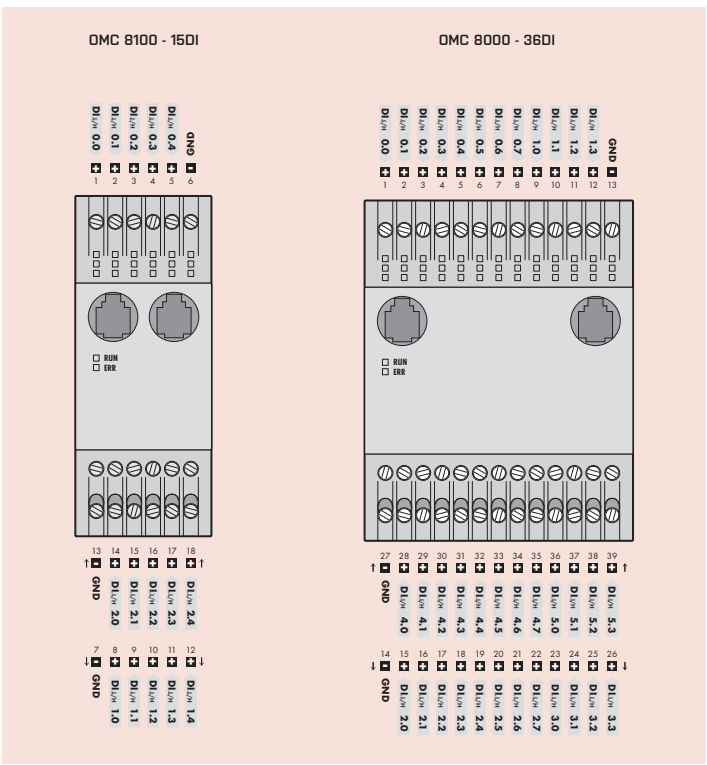 OMC 8100 - 15DI
DI L/H 0.0 DI L/H 0.1 DI L/H 0.2 DI L/H 0.3 DI L/H 0.4 GND
+ + + + + -
1 2 3 4 5 6
RUN
ERR
13 14 15 16 17 18
↑ - + + + + + ↑
GND DI L/H 2.0 DI L/H 2.1 DI L/H 2.2 DI L/H 2.3 DI L/H 2.4
7 8 9 10 11 12
↓ - + + + + + ↓
GND DI L/H 1.0 DI L/H 1.1 DI L/H 1.2 DI L/H 1.3 DI L/H 1.4
OMC 8000 - 36DI
DI L/H 0.0 DI L/H 0.1 DI L/H 0.2 DI L/H 0.3 DI L/H 0.4 DI L/H 0.5 DI L/H 0.6 DI L/H 0.7 DI L/H 1.0 DI L/H 1.1 DI L/H 1.2 DI L/H 1.3 GND
+ + + + + + + + + + + + -
1 2 3 4 5 6 7 8 9 10 11 12 13
RUN
ERR
27 28 29 30 31 32 33 34 35 36 37 38 39
↑ - + + + + + + + + + + + + ↑
GND DI L/H 4.0 DI L/H 4.1 DI L/H 4.2 DI L/H 4.3 DI L/H 4.4 DI L/H 4.5 DI L/H 4.6 DI L/H 4.7 DI L/H 5.0 DI L/H 5.1 DI L/H 5.2 DI L/H 5.3
14 15 16 17 18 19 20 21 22 23 24 25 26
↓ - + + + + + + + + + + + + ↓
GND DI L/H 2.0 DI L/H 2.1 DI L/H 2.2 DI L/H 2.3 DI L/H 2.4 DI L/H 2.5 DI L/H 2.6 DI L/H 2.7 DI L/H 3.0 DI L/H 3.1 DI L/H 3.2 DI L/H 3.3